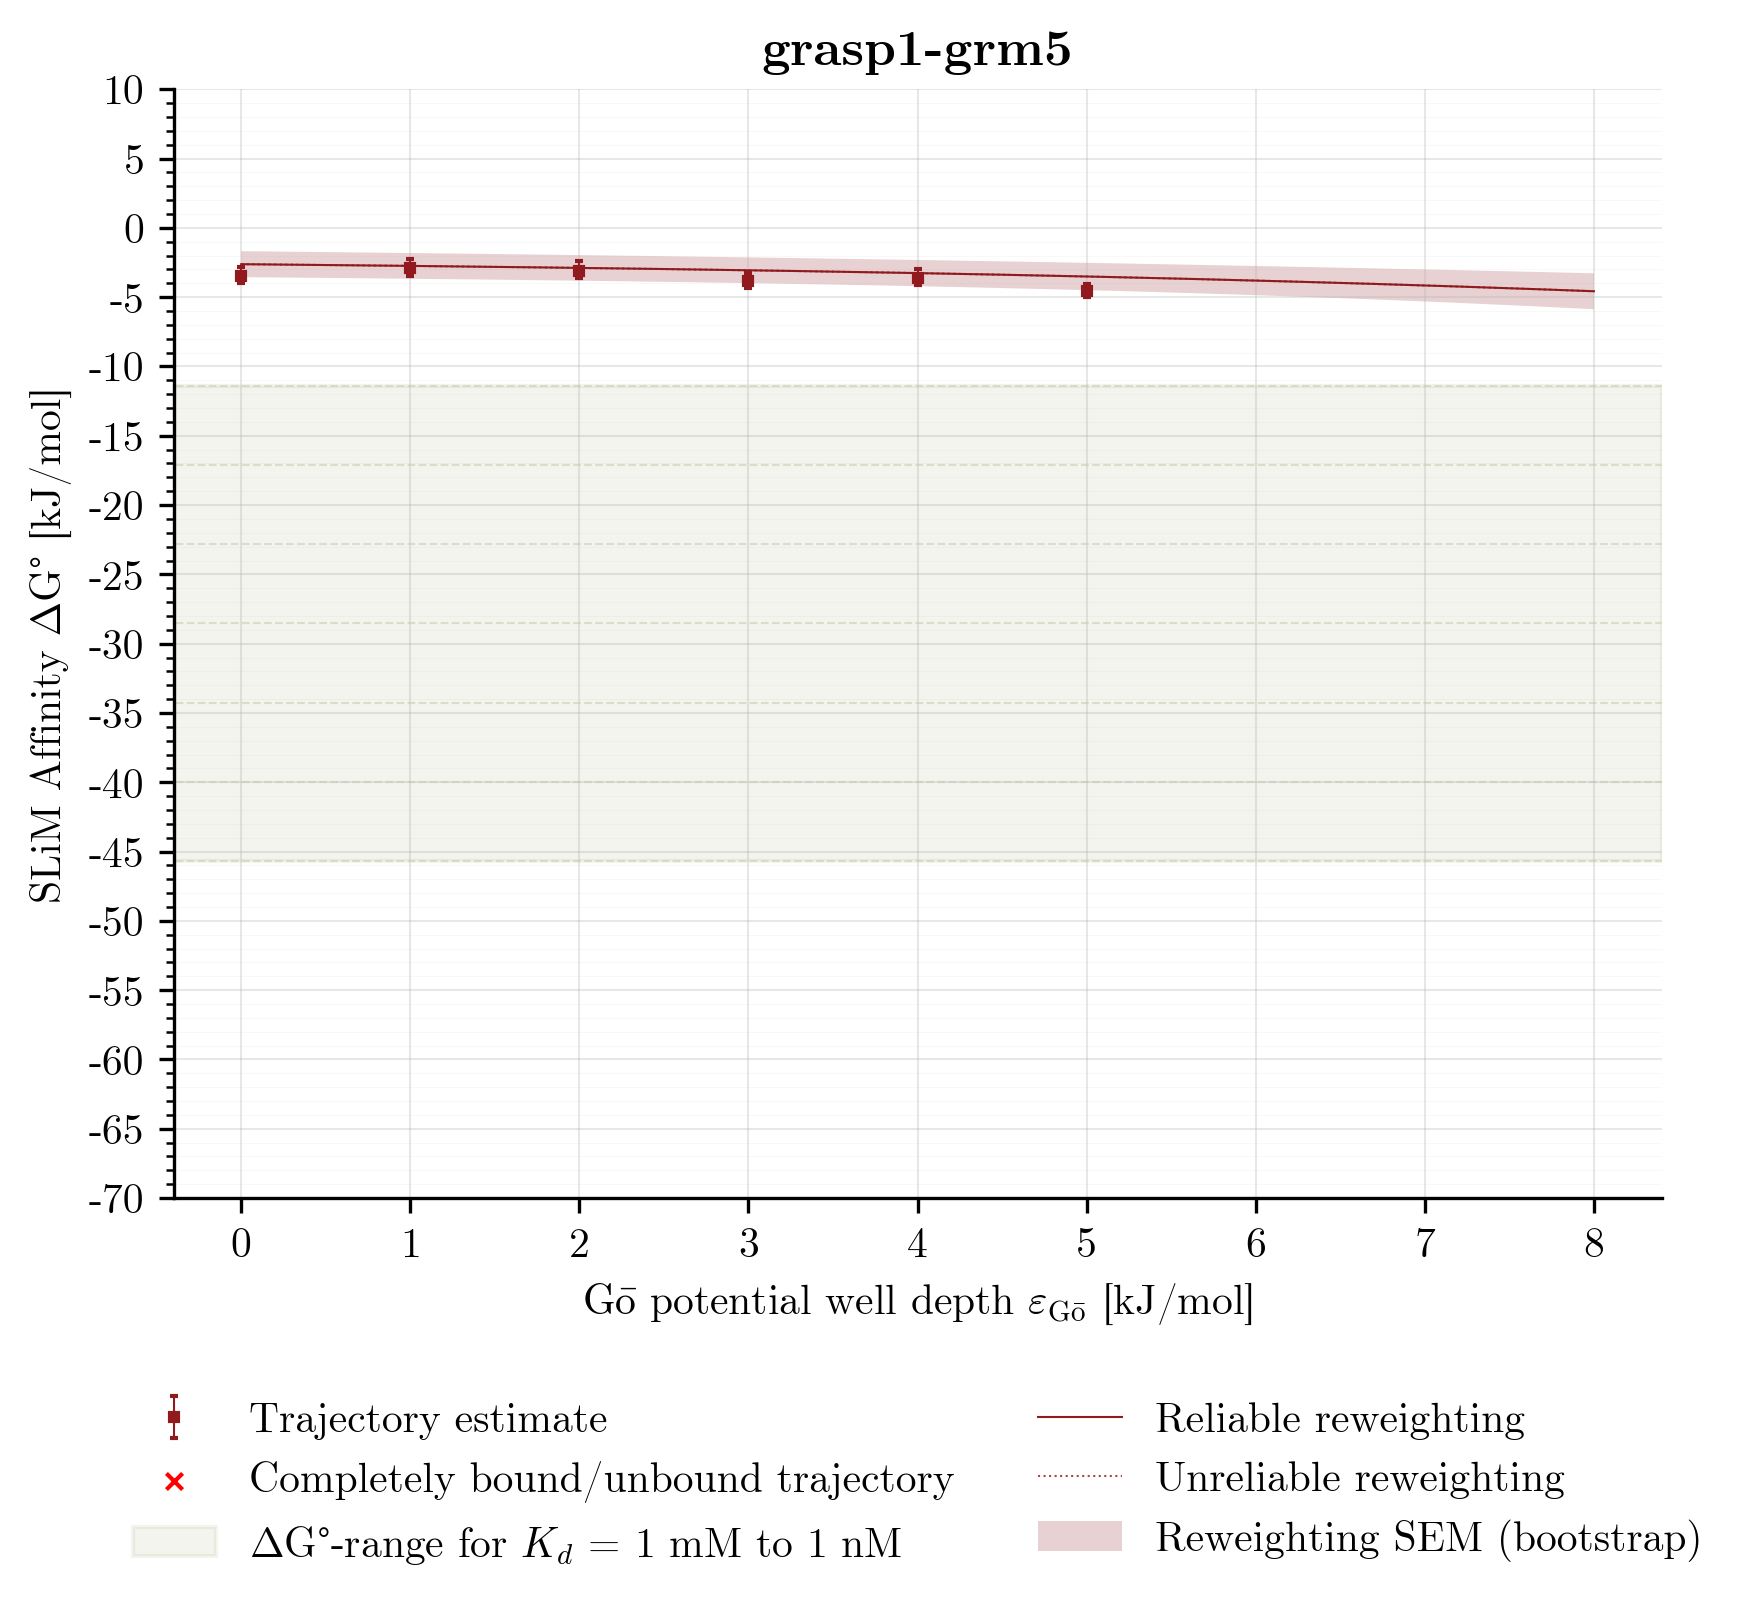 grasp1-grm5
10
5
0
-5
-10
-15
-20
-25
-30
-35
-40
-45
-50
-55
-60
-65
-70
SLiM Affinity ΔG° [kJ/mol]
0 1 2 3 4 5 6 7 8
Gō potential well depth ε_Gō [kJ/mol]
Trajectory estimate
Completely bound/unbound trajectory
ΔG°-range for K_d = 1 mM to 1 nM
Reliable reweighting
Unreliable reweighting
Reweighting SEM (bootstrap)